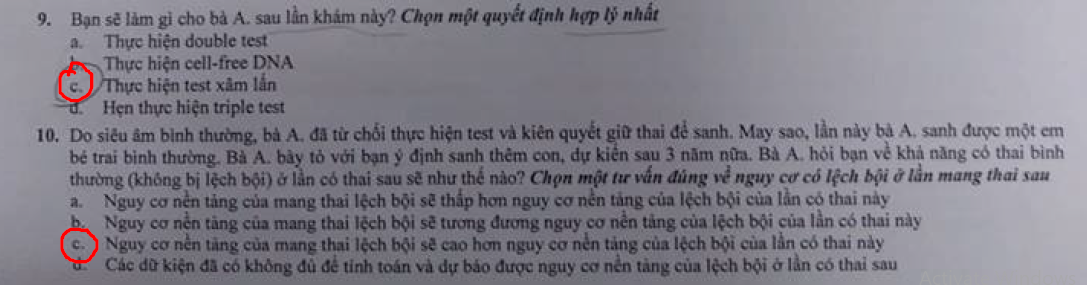 9. Bạn sẽ làm gì cho bà A. sau lần khám này? Chọn một quyết định hợp lý nhất
a. Thực hiện double test
b. Thực hiện cell-free DNA
c. Thực hiện test xâm lấn
d. Hẹn thực hiện triple test
10. Do siêu âm bình thường, bà A. đã từ chối thực hiện test và kiên quyết giữ thai để sanh. May sao, lần này bà A. sanh được một em
bé trai bình thường. Bà A. bày tỏ với bạn ý định sanh thêm con, dự kiến sau 3 năm nữa. Bà A. hỏi bạn về khả năng có thai bình
thường (không bị lệch bội) ở lần có thai sau sẽ như thế nào? Chọn một tư vấn đúng về nguy cơ có lệch bội ở lần mang thai sau
a. Nguy cơ nền tảng của mang thai lệch bội sẽ thấp hơn nguy cơ nền tảng của lệch bội của lần có thai này
b. Nguy cơ nền tảng của mang thai lệch bội sẽ tương đương nguy cơ nền tảng của lệch bội của lần có thai này
c. Nguy cơ nền tảng của mang thai lệch bội sẽ cao hơn nguy cơ nền tảng của lệch bội của lần có thai này
d. Các dữ kiện đã có không đủ để tính toán và dự báo được nguy cơ nền tảng của lệch bội ở lần có thai sau